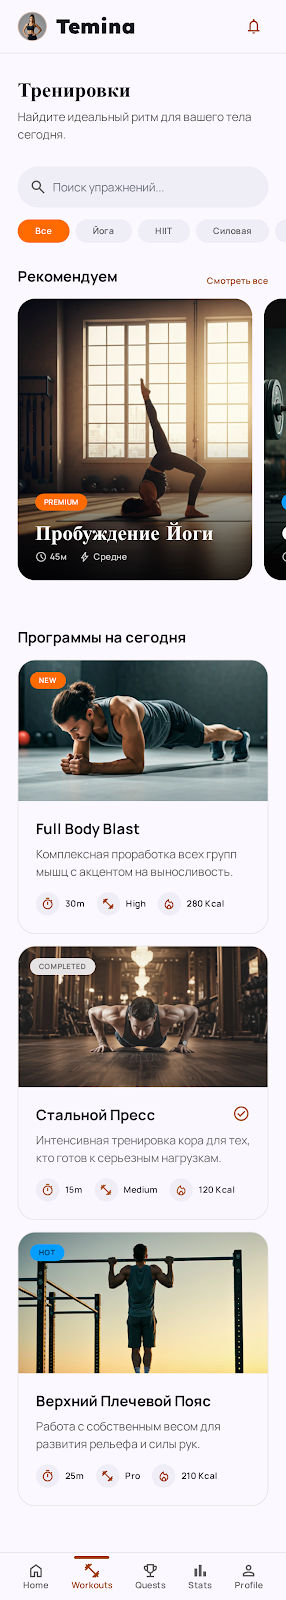 Temina
Тренировки
Найдите идеальный ритм для вашего тела
сегодня.
Поиск упражнений...
Все
Йога
HIIT
Силовая
Рекомендуем
Смотреть все
PREMIUM
Пробуждение Йоги
45м
Средне
Программы на сегодня
NEW
Full Body Blast
Комплексная проработка всех групп
мышц с акцентом на выносливость.
30m
High
280 Kcal
COMPLETED
Стальной Пресс
Интенсивная тренировка кора для тех,
кто готов к серьезным нагрузкам.
15m
Medium
120 Kcal
HOT
Верхний Плечевой Пояс
Работа с собственным весом для
развития рельефа и силы рук.
25m
Pro
210 Kcal
Home
Workouts
Quests
Stats
Profile